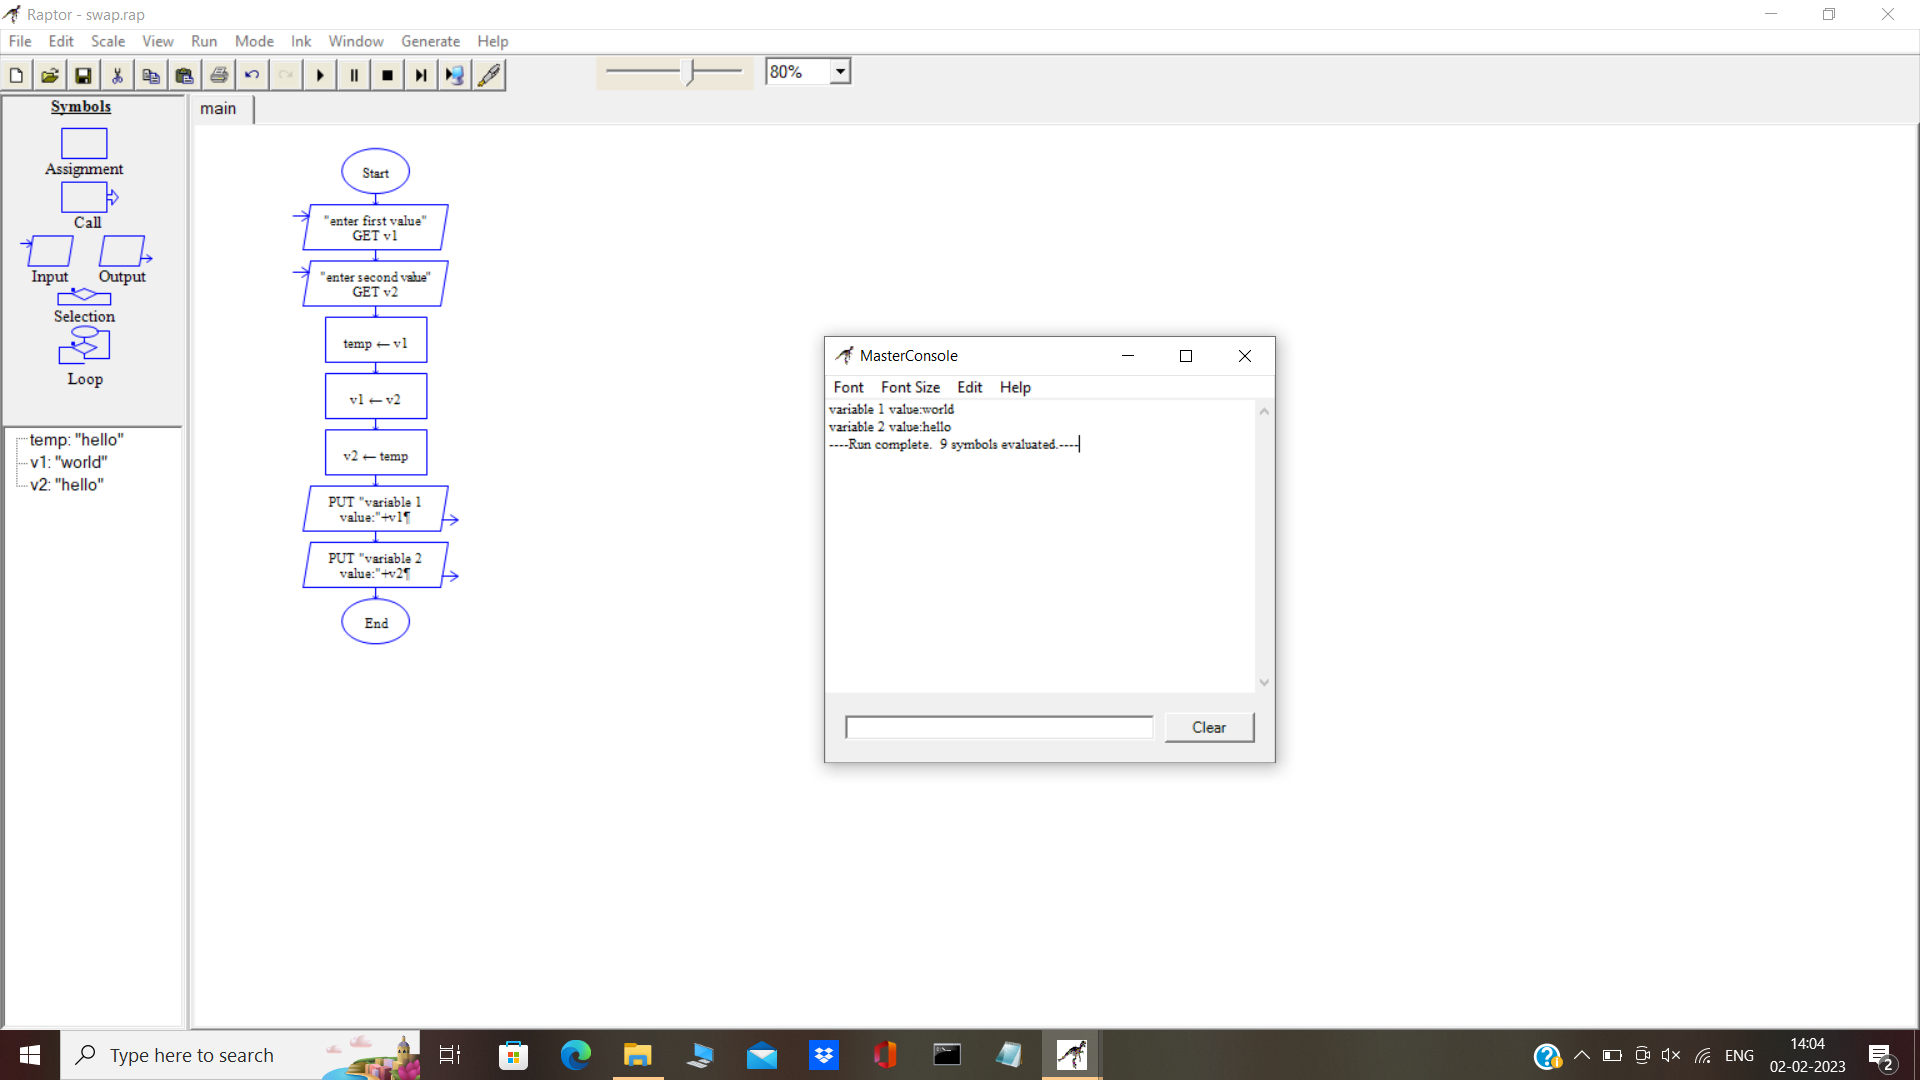 Raptor - swap.rap
File Edit Scale View Run Mode Ink Window Generate Help
80%
Symbols
Assignment
Call
Input Output
Selection
Loop
temp: "hello"
v1: "world"
v2: "hello"
main
Start
"enter first value"
GET v1
"enter second value"
GET v2
temp ← v1
v1 ← v2
v2 ← temp
PUT "variable 1
value:"+v1¶
PUT "variable 2
value:"+v2¶
End
MasterConsole
Font Font Size Edit Help
variable 1 value:world
variable 2 value:hello
----Run complete.  9 symbols evaluated.----
Clear
Type here to search
ENG
14:04
02-02-2023
2